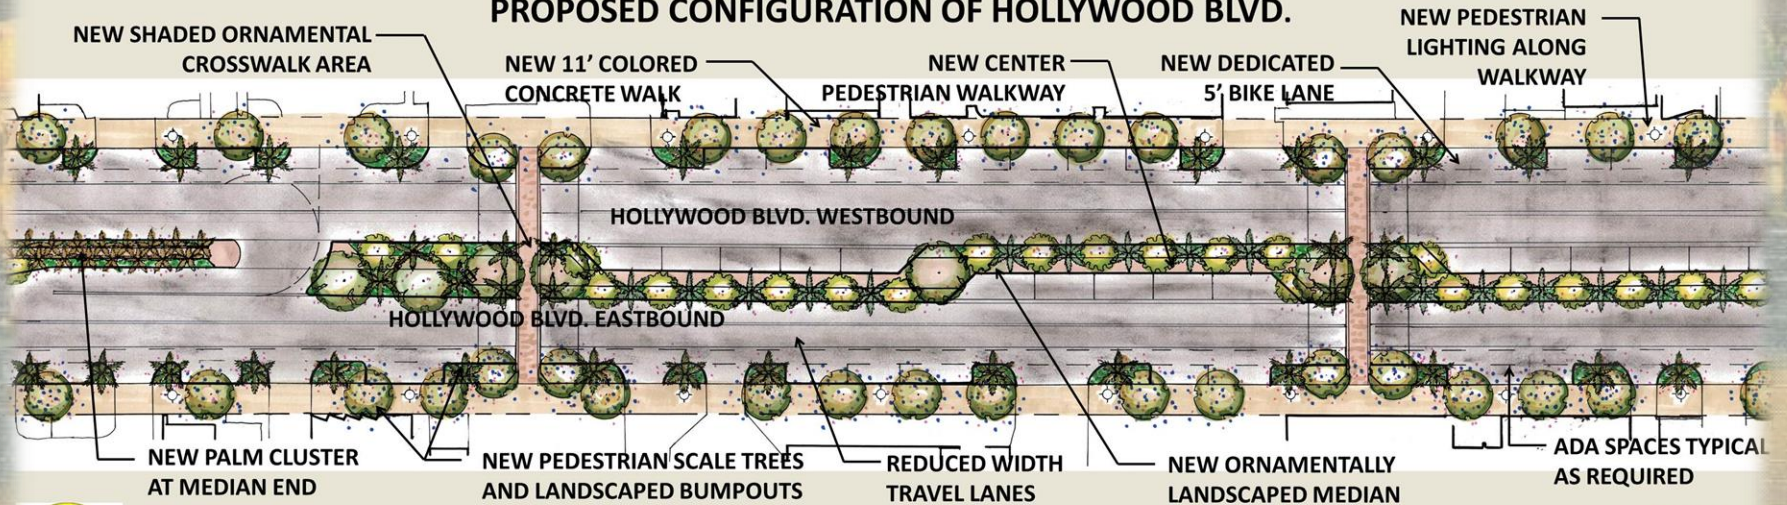 PROPOSED CONFIGURATION OF HOLLYWOOD BLVD.
NEW SHADED ORNAMENTAL
CROSSWALK AREA
NEW 11’ COLORED
CONCRETE WALK
NEW CENTER
PEDESTRIAN WALKWAY
NEW DEDICATED
5’ BIKE LANE
NEW PEDESTRIAN
LIGHTING ALONG
WALKWAY
HOLLYWOOD BLVD. WESTBOUND
HOLLYWOOD BLVD. EASTBOUND
NEW PALM CLUSTER
AT MEDIAN END
NEW PEDESTRIAN SCALE TREES
AND LANDSCAPED BUMPOUTS
REDUCED WIDTH
TRAVEL LANES
NEW ORNAMENTALLY
LANDSCAPED MEDIAN
ADA SPACES TYPICAL
AS REQUIRED